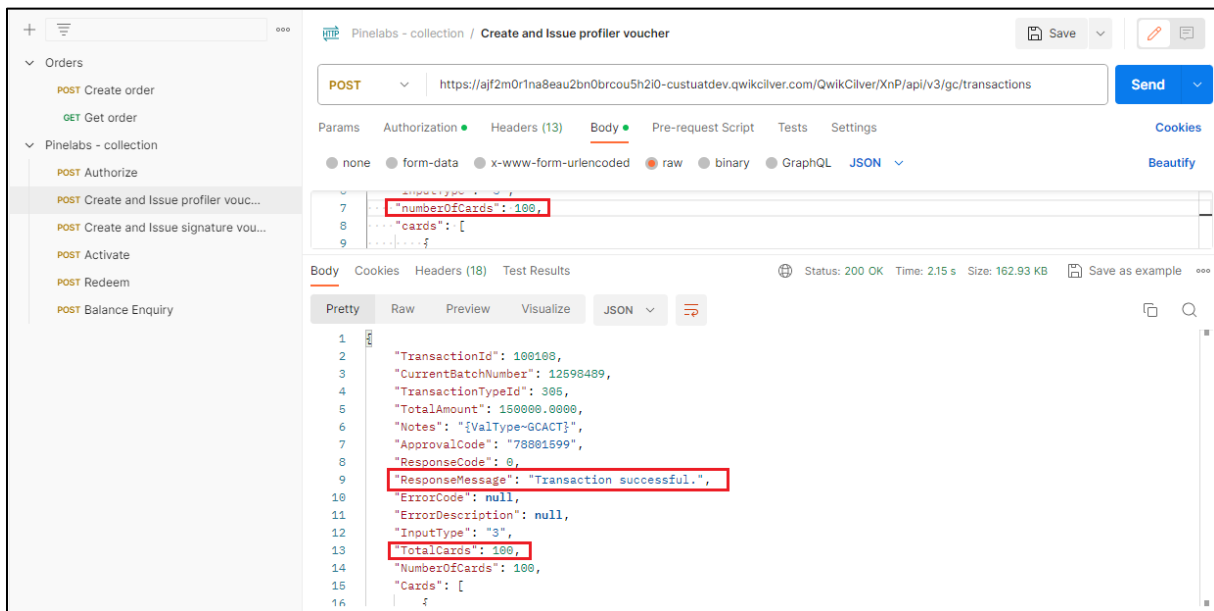 Pinelabs - collection / Create and Issue profiler voucher
Save
Orders
POST Create order
GET Get order
Pinelabs - collection
POST Authorize
POST Create and Issue profiler vouc...
POST Create and Issue signature vou...
POST Activate
POST Redeem
POST Balance Enquiry
POST https://ajf2m0r1na8eau2bn0brcou5h2i0-custuatdev.qwikcilver.com/QwikCilver/XnP/api/v3/gc/transactions Send
Params Authorization Headers (13) Body Pre-request Script Tests Settings Cookies
none form-data x-www-form-urlencoded raw binary GraphQL JSON Beautify
7 "numberOfCards": 100,
8 "cards": [
9 {
Body Cookies Headers (18) Test Results Status: 200 OK Time: 2.15 s Size: 162.93 KB Save as example
Pretty Raw Preview Visualize JSON
1 {
2 "TransactionId": 100108,
3 "CurrentBatchNumber": 12598489,
4 "TransactionTypeId": 305,
5 "TotalAmount": 150000.0000,
6 "Notes": "{ValType~GCACT}",
7 "ApprovalCode": "78801599",
8 "ResponseCode": 0,
9 "ResponseMessage": "Transaction successful.",
10 "ErrorCode": null,
11 "ErrorDescription": null,
12 "InputType": "3",
13 "TotalCards": 100,
14 "NumberOfCards": 100,
15 "Cards": [
16 {